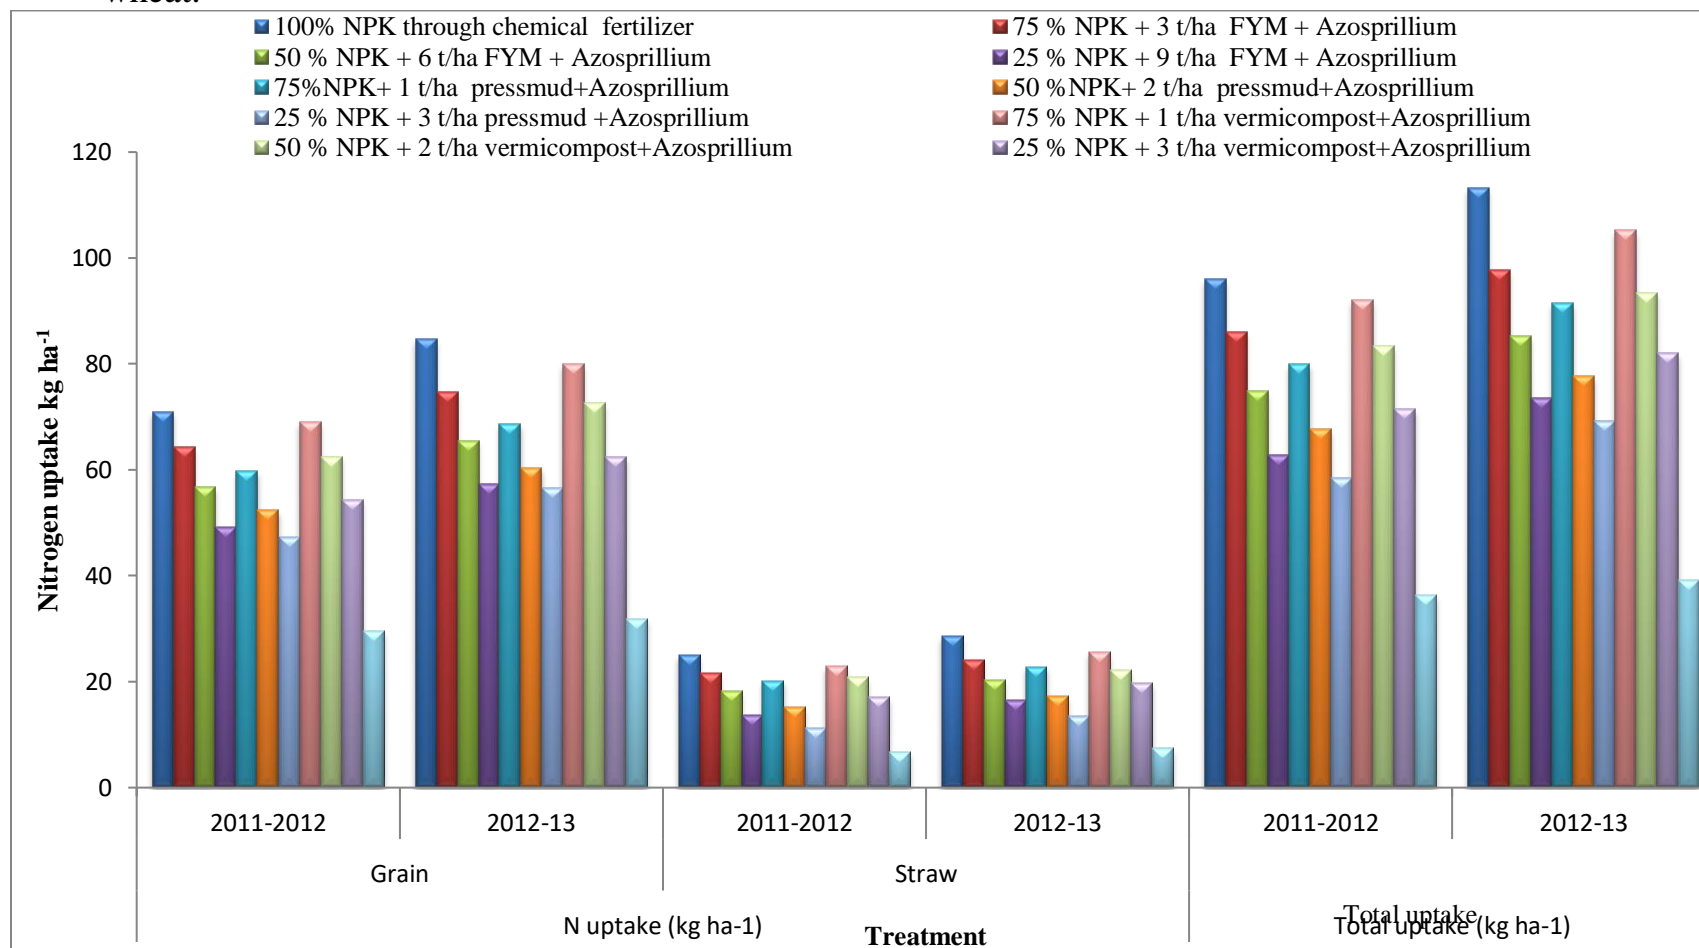 wheat.
100% NPK through chemical fertilizer
75 % NPK + 3 t/ha FYM + Azosprillium
50 % NPK + 6 t/ha FYM + Azosprillium
25 % NPK + 9 t/ha FYM + Azosprillium
75%NPK+ 1 t/ha pressmud+Azosprillium
50 %NPK+ 2 t/ha pressmud+Azosprillium
25 % NPK + 3 t/ha pressmud +Azosprillium
75 % NPK + 1 t/ha vermicompost+Azosprillium
50 % NPK + 2 t/ha vermicompost+Azosprillium
25 % NPK + 3 t/ha vermicompost+Azosprillium
120
100
80
60
40
20
0
Nitrogen uptake kg ha-1
2011-2012
2012-13
2011-2012
2012-13
2011-2012
2012-13
Grain
Straw
N uptake (kg ha-1)
Total uptake
Total uptake (kg ha-1)
Treatment